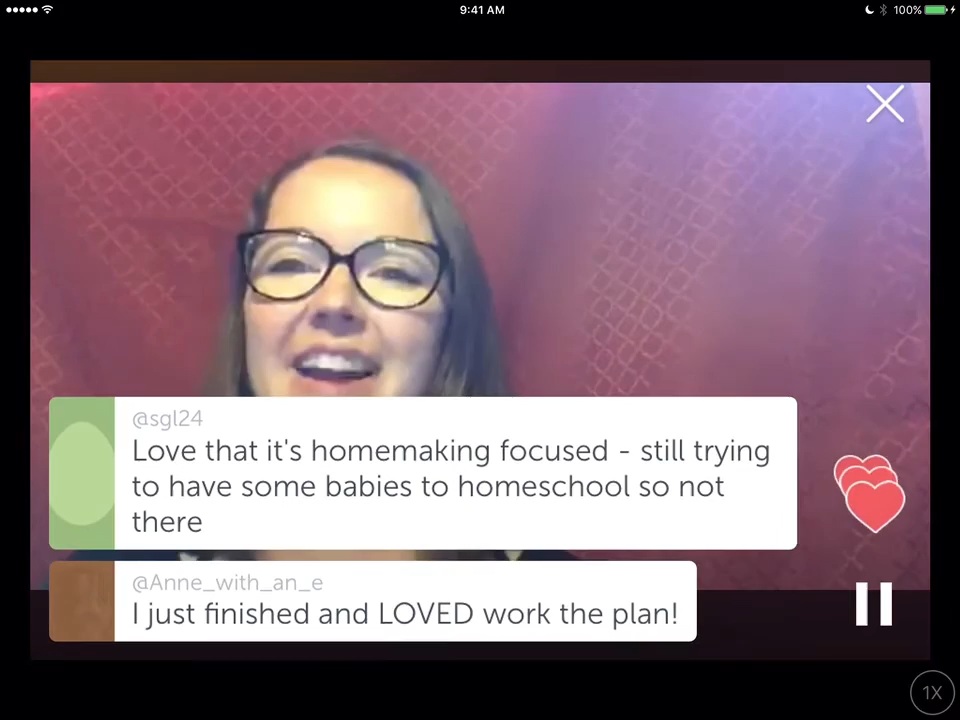 9:41 AM
100%
@sgl24
Love that it's homemaking focused - still trying
to have some babies to homeschool so not
there
@Anne_with_an_e
I just finished and LOVED work the plan!
1X